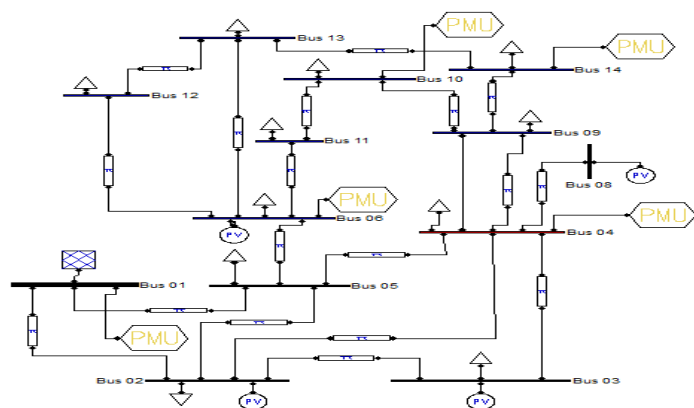 Bus 13
PMU
PMU
Bus 10
Bus 14
Bus 12
Bus 11
Bus 09
Bus 08
PV
PMU
Bus 06
PV
PMU
Bus 04
Bus 01
Bus 05
PMU
Bus 02
PV
Bus 03
PV